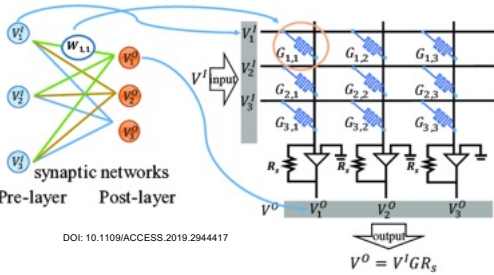 V₁ᴵ
W₁,₁
V₁ᴼ
V₂ᴵ
V₂ᴼ
V₃ᴼ
V₃ᴵ
synaptic networks
Pre-layer Post-layer
V₁ᴵ
G₁,₁ G₁,₂ G₁,₃
Vᴵ input
V₂ᴵ
G₂,₁ G₂,₂ G₂,₃
V₃ᴵ
G₃,₁ G₃,₂ G₃,₃
Rₛ Rₛ Rₛ
Vᴼ V₁ᴼ V₂ᴼ V₃ᴼ
output
Vᴼ = VᴵGRₛ
DOI: 10.1109/ACCESS.2019.2944417